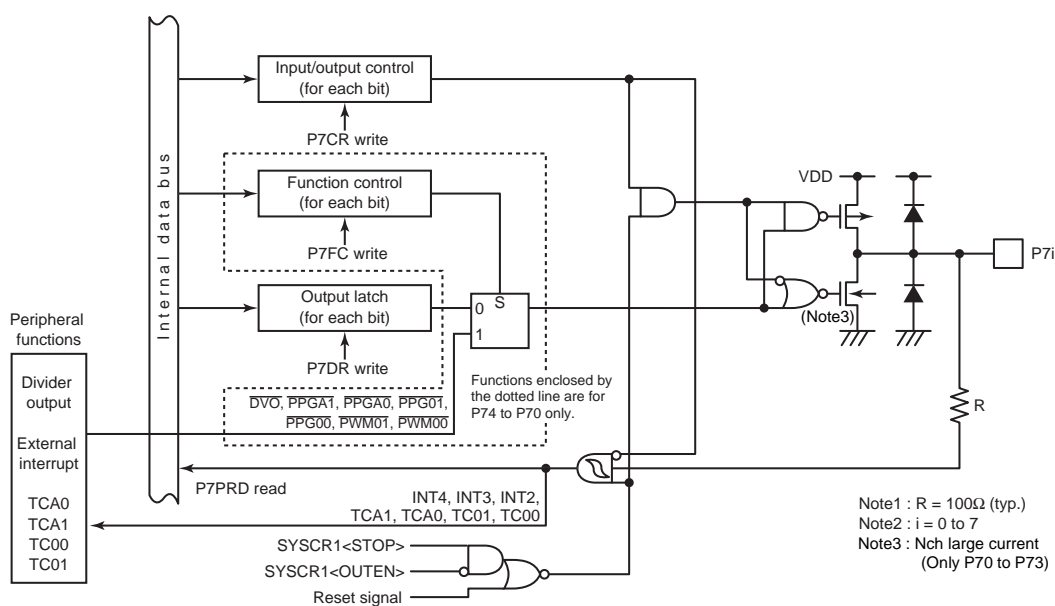 Internal data bus
Input/output control
(for each bit)
P7CR write
Function control
(for each bit)
P7FC write
Output latch
(for each bit)
P7DR write
S
0
1
Functions enclosed by
the dotted line are for
P74 to P70 only.
DVO, PPGA1, PPGA0, PPG01,
PPG00, PWM01, PWM00
VDD
P7i
(Note3)
R
Peripheral
functions
Divider
output
External
interrupt
TCA0
TCA1
TC00
TC01
P7PRD read
INT4, INT3, INT2,
TCA1, TCA0, TC01, TC00
SYSCR1<STOP>
SYSCR1<OUTEN>
Reset signal
Note1 : R = 100Ω (typ.)
Note2 : i = 0 to 7
Note3 : Nch large current
(Only P70 to P73)